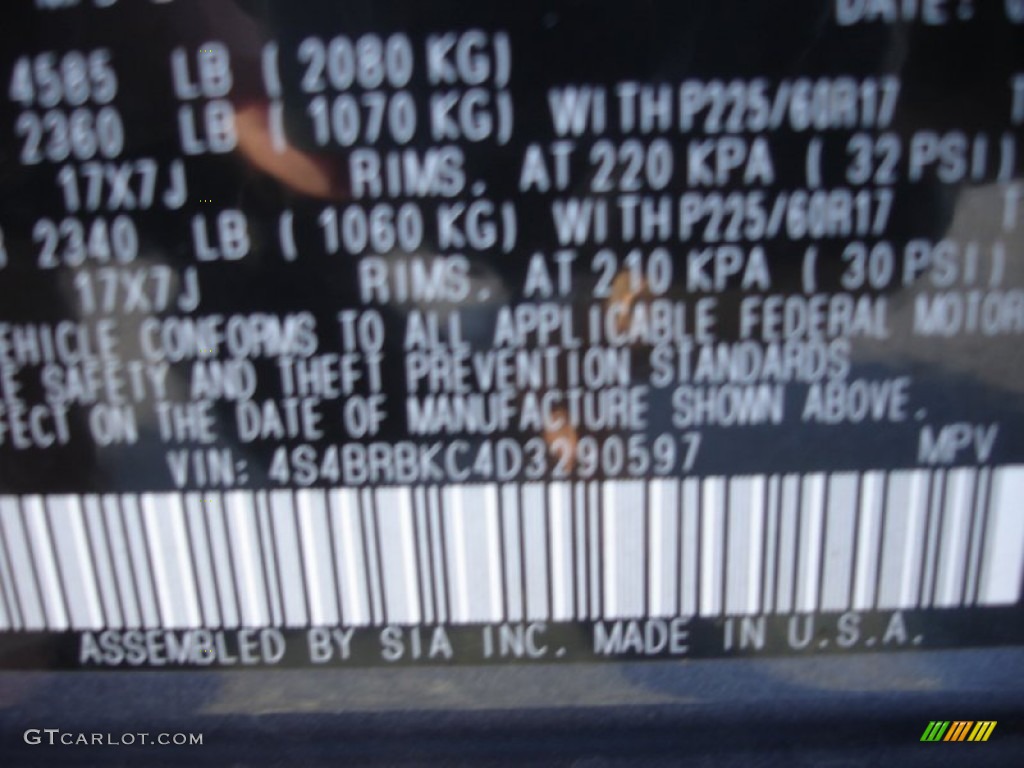 DATE:
4585 LB ( 2080 KG)
2360 LB ( 1070 KG) WITH P225/60R17 T
17X7J RIMS. AT 220 KPA ( 32 PSI)
2340 LB ( 1060 KG) WITH P225/60R17 T
17X7J RIMS. AT 210 KPA ( 30 PSI)
EHICLE CONFORMS TO ALL APPLICABLE FEDERAL MOTOR
E SAFETY AND THEFT PREVENTION STANDARDS
FECT ON THE DATE OF MANUFACTURE SHOWN ABOVE.
VIN: 4S4BRBKC4D3290597 MPV
ASSEMBLED BY SIA INC. MADE IN U.S.A.
GTCARLOT.COM